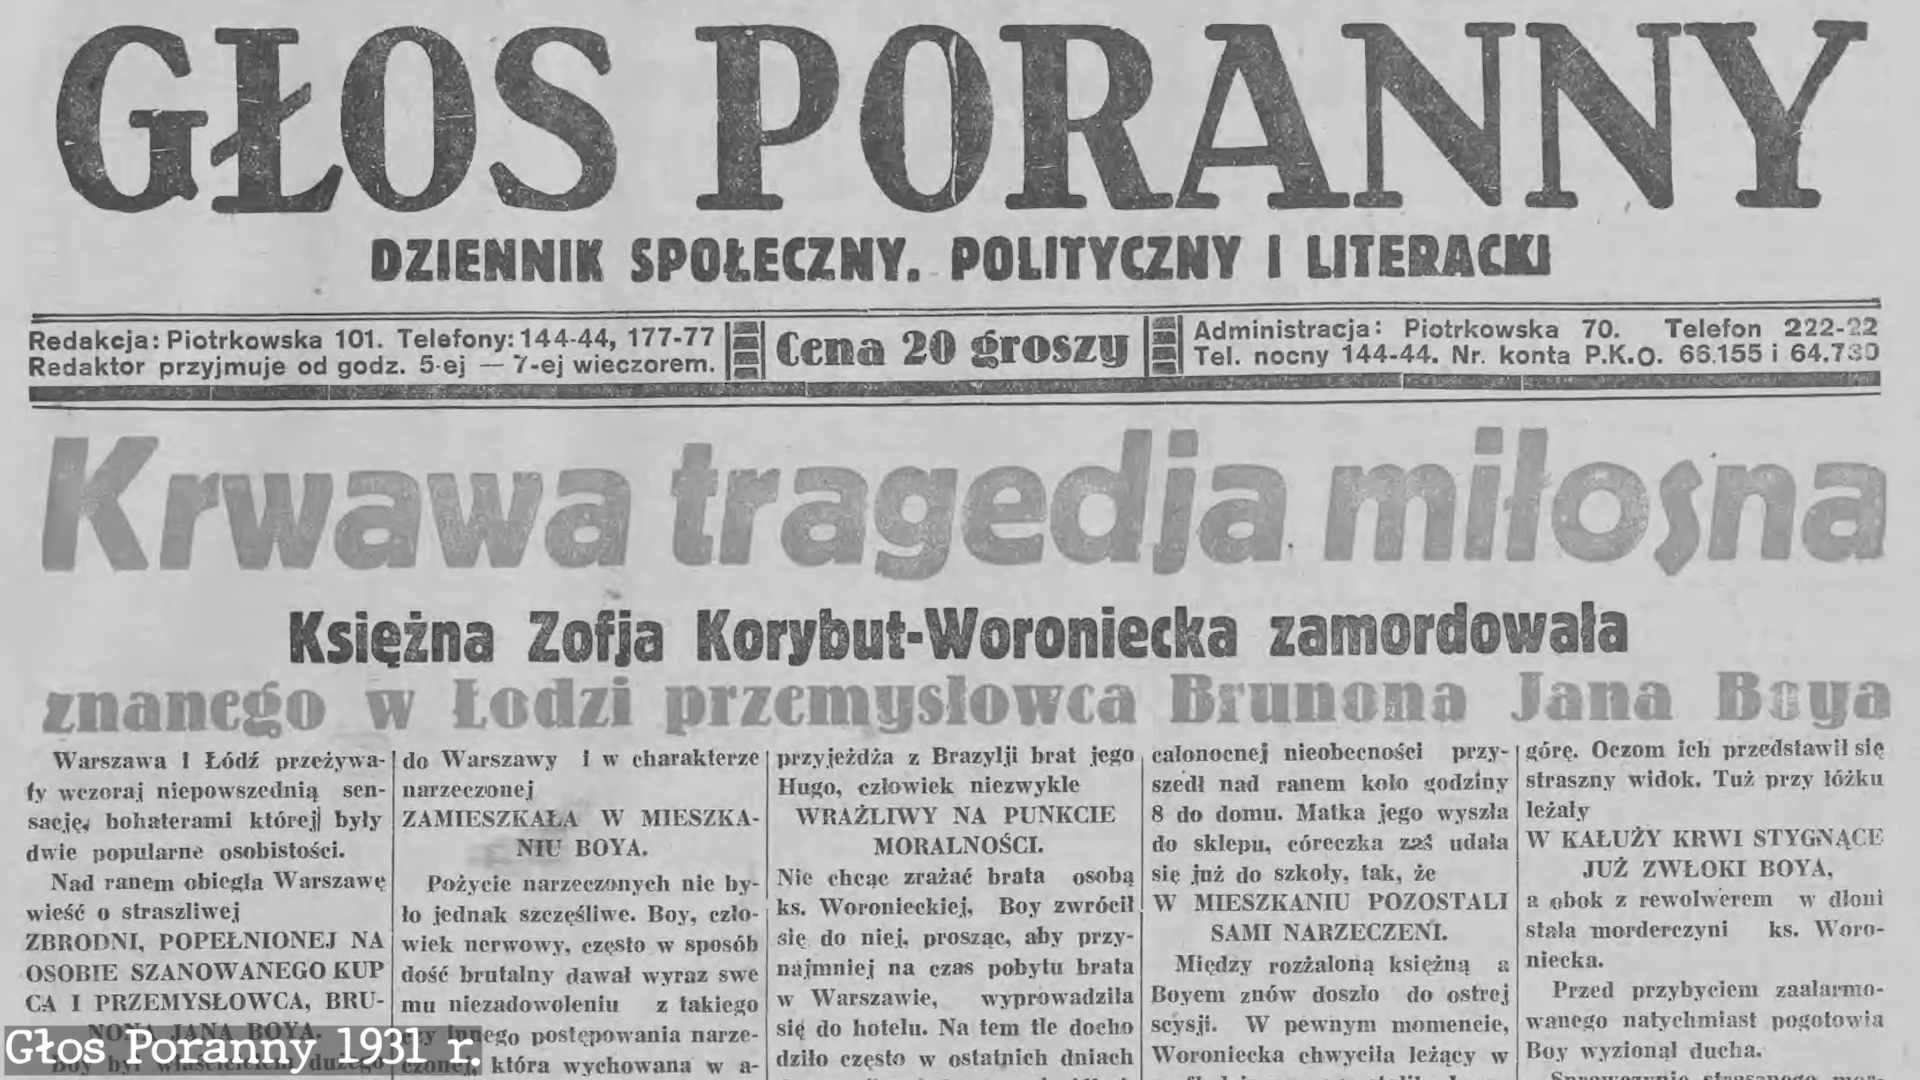 GŁOS PORANNY
DZIENNIK SPOŁECZNY, POLITYCZNY I LITERACKI
Redakcja: Piotrkowska 101. Telefony: 144-44, 177-77
Redaktor przyjmuje od godz. 5-ej — 7-ej wieczorem.
Cena 20 groszy
Administracja: Piotrkowska 70. Telefon 222-22
Tel. nocny 144-44. Nr. konta P.K.O. 66.155 i 64.730
Krwawa tragedja miłosna
Księżna Zofja Korybut-Woroniecka zamordowała
znanego w Łodzi przemysłowca Brunona Jana Boya
Warszawa i Łódź przeżywa-
ły wczoraj niepowszednią sen-
sację, bohaterami której były
dwie popularne osobistości.
Nad ranem obiegła Warszawę
wieść o straszliwej
ZBRODNI, POPEŁNIONEJ NA
OSOBIE SZANOWANEGO KUP
CA I PRZEMYSŁOWCA, BRU-
NONA JANA BOYA.
Boy był właścicielem dużego
do Warszawy i w charakterze
narzeczonej
ZAMIESZKAŁA W MIESZKA-
NIU BOYA.
Pożycie narzeczonych nie by-
ło jednak szczęśliwe. Boy, czło-
wiek nerwowy, często w sposób
dość brutalny dawał wyraz swe
mu niezadowoleniu z takiego
czy innego postępowania narze-
czonej, która wychowana w a-
przyjeżdża z Brazylji brat jego
Hugo, człowiek niezwykle
WRAŻLIWY NA PUNKCIE
MORALNOŚCI.
Nie chcąc zrażać brata osobą
ks. Woronieckiej, Boy zwrócił
się do niej, prosząc, aby przy-
najmniej na czas pobytu brata
w Warszawie, wyprowadziła
się do hotelu. Na tem tle docho
dziło często w ostatnich dniach
całonocnej nieobecności przy-
szedł nad ranem koło godziny
8 do domu. Matka jego wyszła
do sklepu, córeczka zaś udała
się już do szkoły, tak, że
W MIESZKANIU POZOSTALI
SAMI NARZECZENI.
Między rozżaloną księżną a
Boyem znów doszło do ostrej
scysji. W pewnym momencie,
Woroniecka chwyciła leżący w
górę. Oczom ich przedstawił się
straszny widok. Tuż przy łóżku
leżały
W KAŁUŻY KRWI STYGNĄCE
JUŻ ZWŁOKI BOYA,
a obok z rewolwerem w dłoni
stała morderczyni ks. Woro-
niecka.
Przed przybyciem zaalarmo-
wanego natychmiast pogotowia
Boy wyzionął ducha.
Głos Poranny 1931 r.